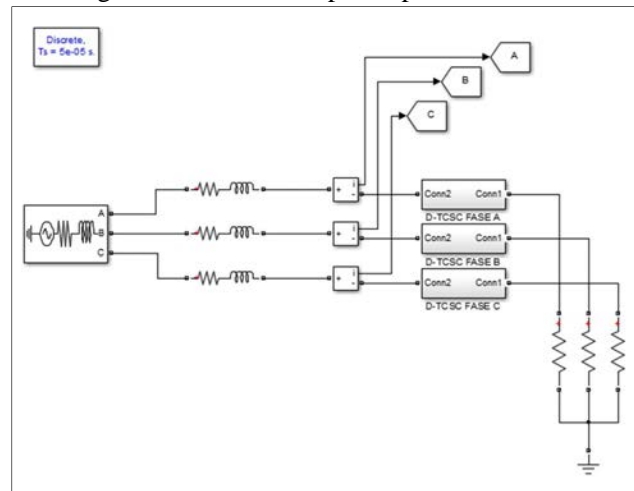 Discrete,
Ts = 5e-05 s.
A
B
C
A
B
C
+
i
-
Conn2 Conn1
D-TCSC FASE A
+
i
-
Conn2 Conn1
D-TCSC FASE B
+
i
-
Conn2 Conn1
D-TCSC FASE C
+
+
+